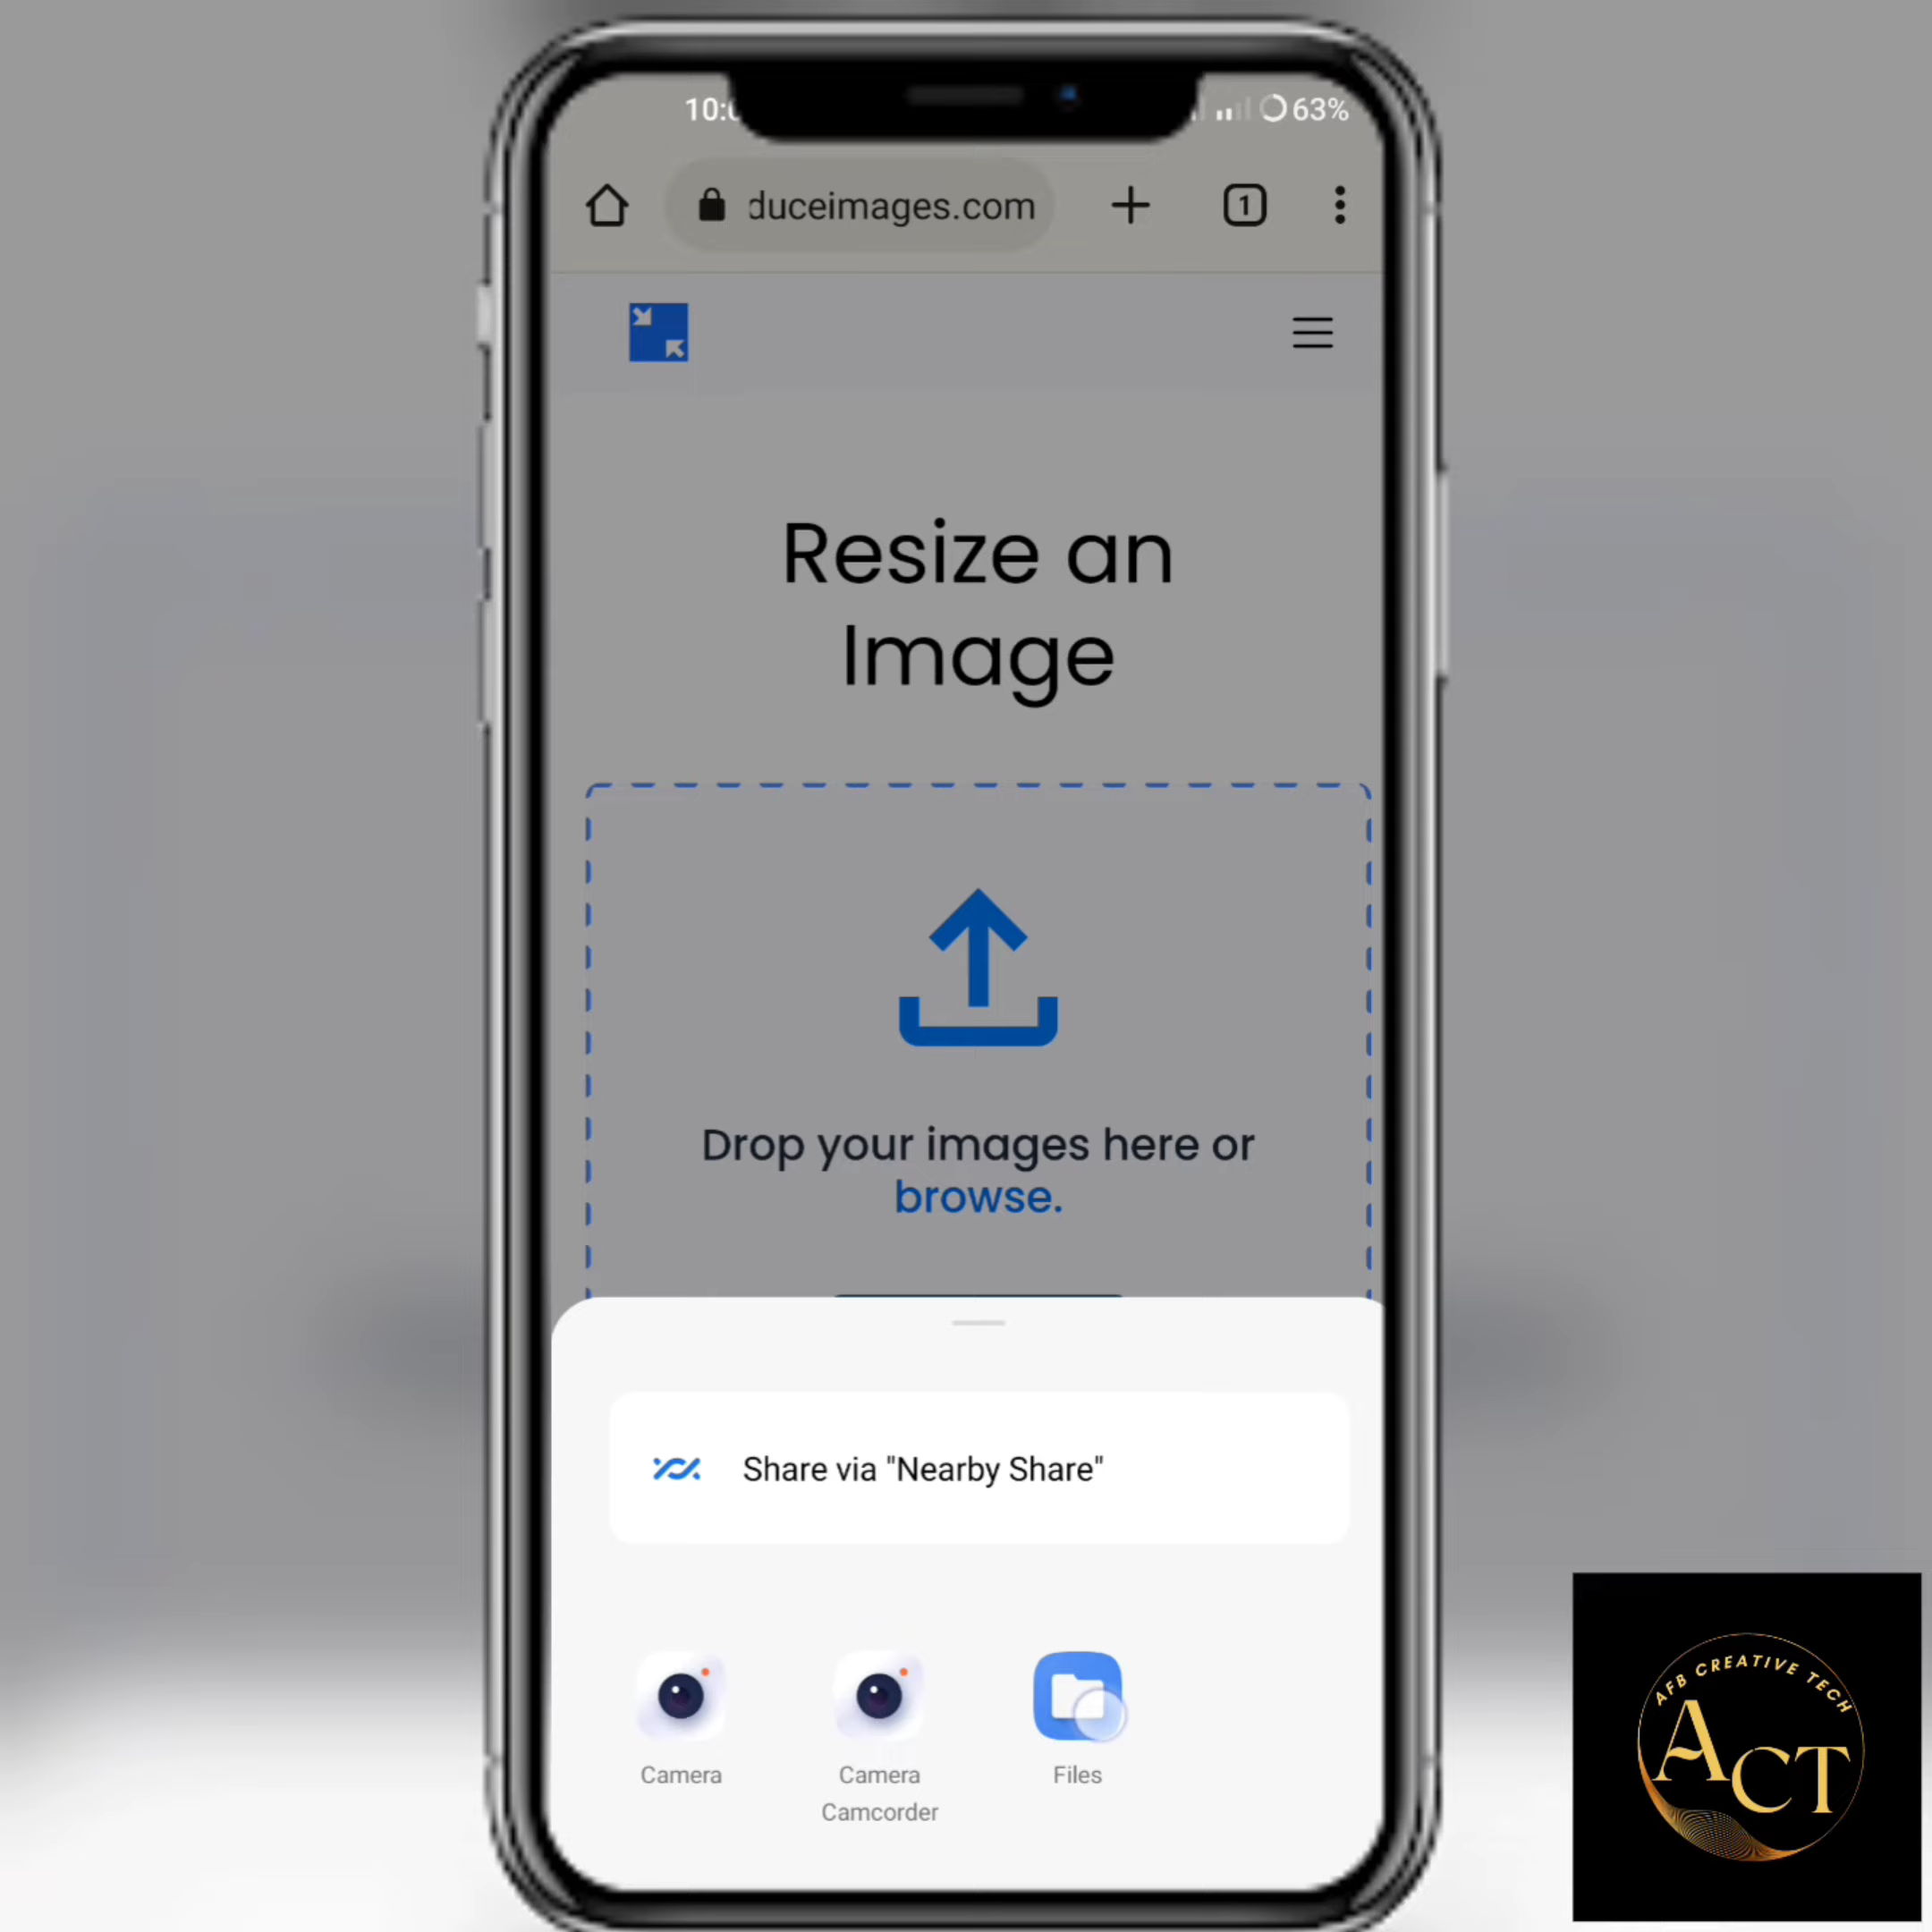 63%
duceimages.com
1
Resize an
Image
Drop your images here or
browse.
Share via "Nearby Share"
Camera
Camera
Camcorder
Files
AFB CREATIVE TECH
ACT